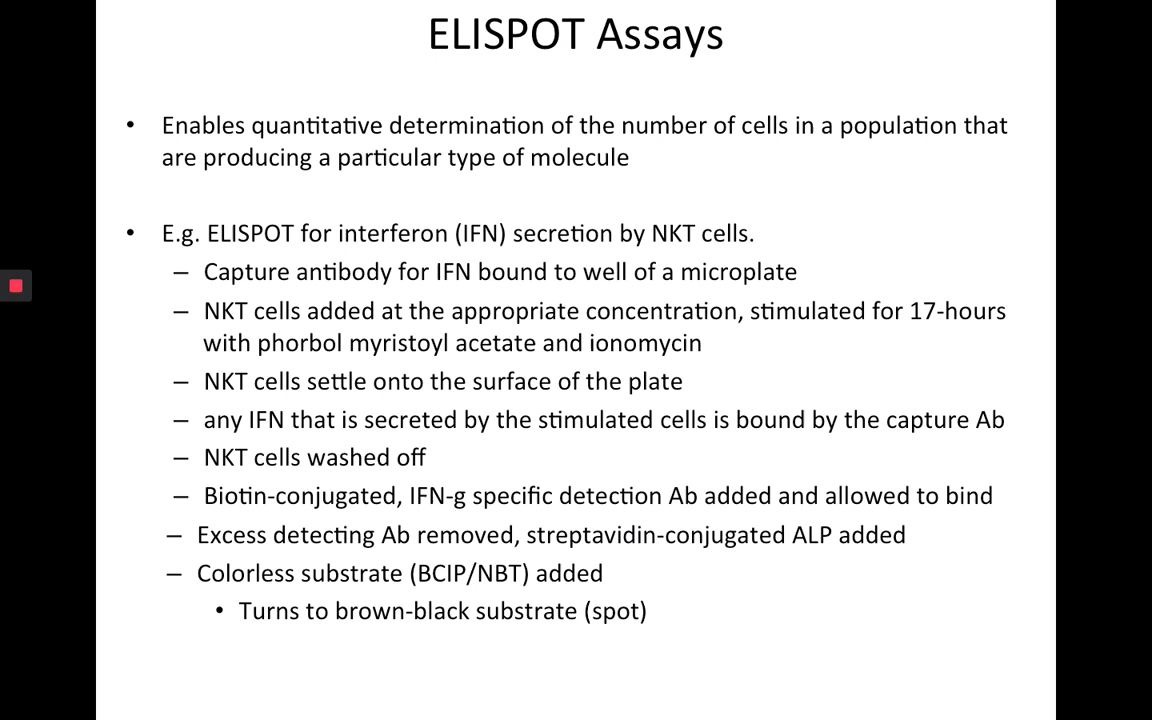 ELISPOT Assays
• Enables quantitative determination of the number of cells in a population that
are producing a particular type of molecule
• E.g. ELISPOT for interferon (IFN) secretion by NKT cells.
– Capture antibody for IFN bound to well of a microplate
– NKT cells added at the appropriate concentration, stimulated for 17-hours
with phorbol myristoyl acetate and ionomycin
– NKT cells settle onto the surface of the plate
– any IFN that is secreted by the stimulated cells is bound by the capture Ab
– NKT cells washed off
– Biotin-conjugated, IFN-g specific detection Ab added and allowed to bind
– Excess detecting Ab removed, streptavidin-conjugated ALP added
– Colorless substrate (BCIP/NBT) added
• Turns to brown-black substrate (spot)